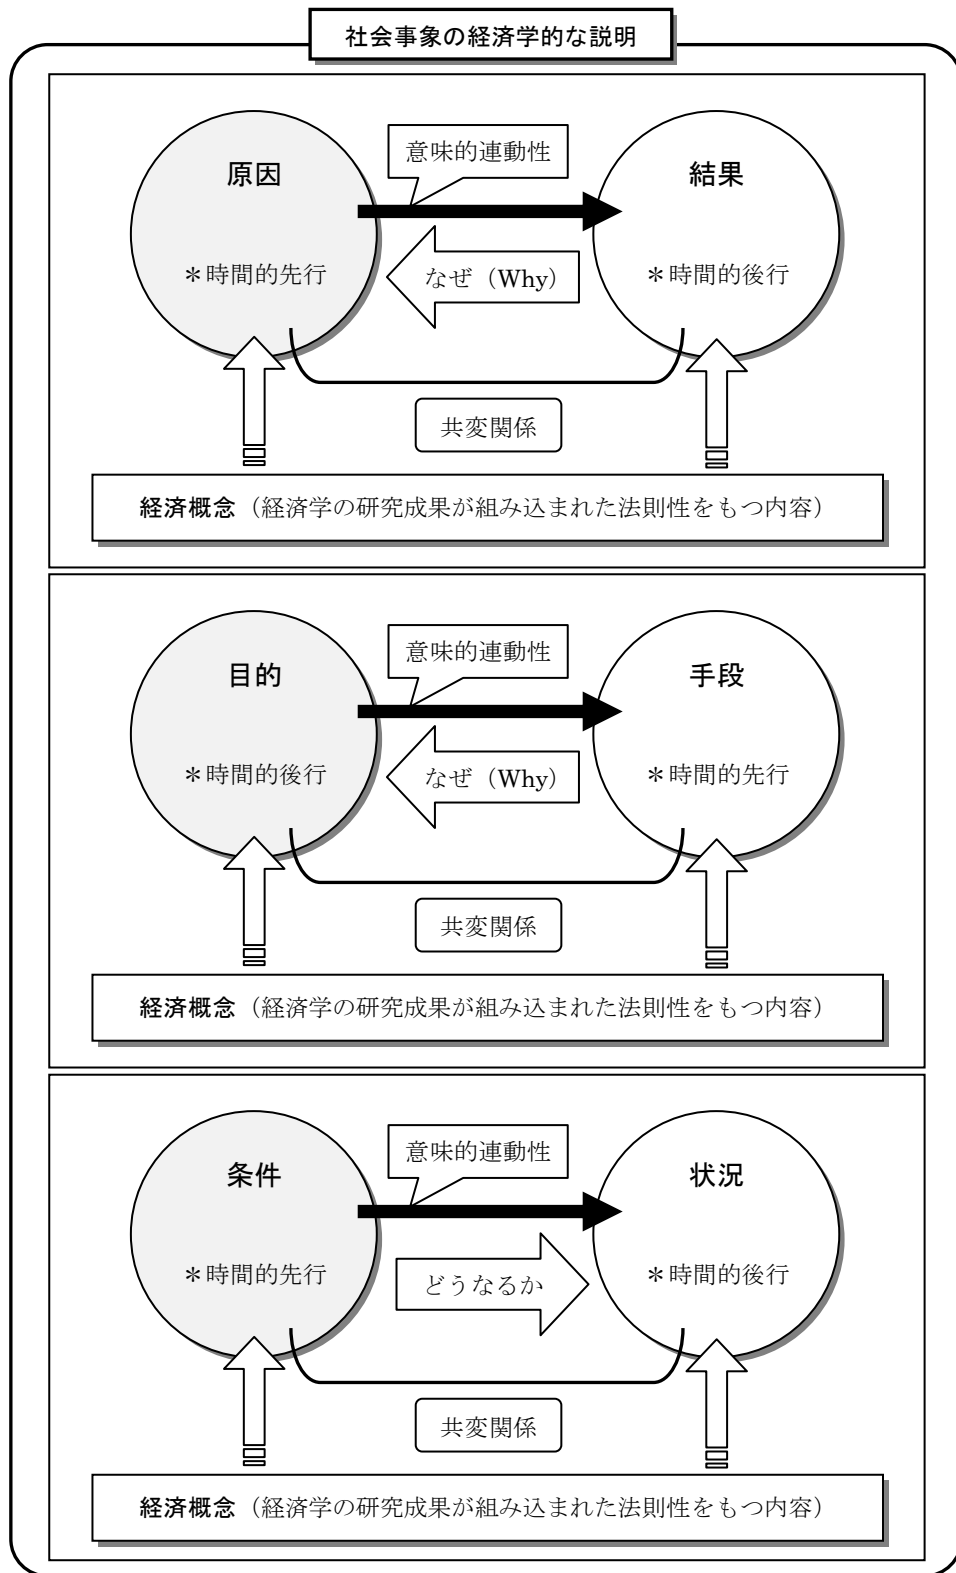 社会事象の経済学的な説明
意味的連動性
原因
結果
＊時間的先行
なぜ（Why）
＊時間的後行
共変関係
経済概念（経済学の研究成果が組み込まれた法則性をもつ内容）
意味的連動性
目的
手段
＊時間的後行
なぜ（Why）
＊時間的先行
共変関係
経済概念（経済学の研究成果が組み込まれた法則性をもつ内容）
意味的連動性
条件
状況
＊時間的先行
どうなるか
＊時間的後行
共変関係
経済概念（経済学の研究成果が組み込まれた法則性をもつ内容）